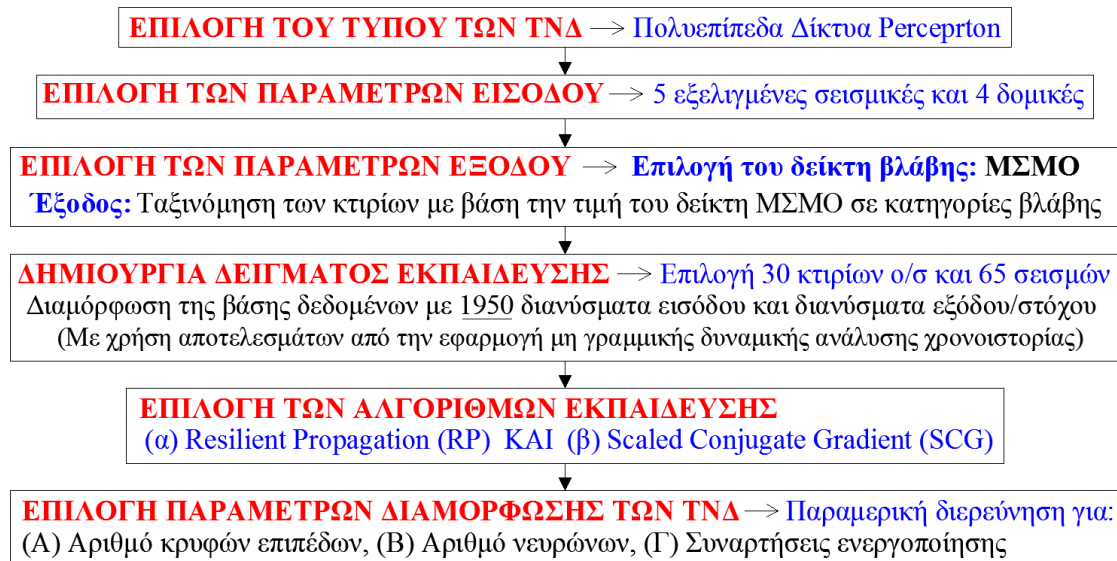 ΕΠΙΛΟΓΗ ΤΟΥ ΤΥΠΟΥ ΤΩΝ ΤΝΔ → Πολυεπίπεδα Δίκτυα Perceprton
ΕΠΙΛΟΓΗ ΤΩΝ ΠΑΡΑΜΕΤΡΩΝ ΕΙΣΟΔΟΥ → 5 εξελιγμένες σεισμικές και 4 δομικές
ΕΠΙΛΟΓΗ ΤΩΝ ΠΑΡΑΜΕΤΡΩΝ ΕΞΟΔΟΥ → Επιλογή του δείκτη βλάβης: ΜΣΜΟ
Έξοδος: Ταξινόμηση των κτιρίων με βάση την τιμή του δείκτη ΜΣΜΟ σε κατηγορίες βλάβης
ΔΗΜΙΟΥΡΓΙΑ ΔΕΙΓΜΑΤΟΣ ΕΚΠΑΙΔΕΥΣΗΣ → Επιλογή 30 κτιρίων ο/σ και 65 σεισμών
Διαμόρφωση της βάσης δεδομένων με 1950 διανύσματα εισόδου και διανύσματα εξόδου/στόχου
(Με χρήση αποτελεσμάτων από την εφαρμογή μη γραμμικής δυναμικής ανάλυσης χρονοιστορίας)
ΕΠΙΛΟΓΗ ΤΩΝ ΑΛΓΟΡΙΘΜΩΝ ΕΚΠΑΙΔΕΥΣΗΣ
(α) Resilient Propagation (RP) ΚΑΙ (β) Scaled Conjugate Gradient (SCG)
ΕΠΙΛΟΓΗ ΠΑΡΑΜΕΤΡΩΝ ΔΙΑΜΟΡΦΩΣΗΣ ΤΩΝ ΤΝΔ → Παραμερική διερεύνηση για:
(Α) Αριθμό κρυφών επιπέδων, (Β) Αριθμό νευρώνων, (Γ) Συναρτήσεις ενεργοποίησης